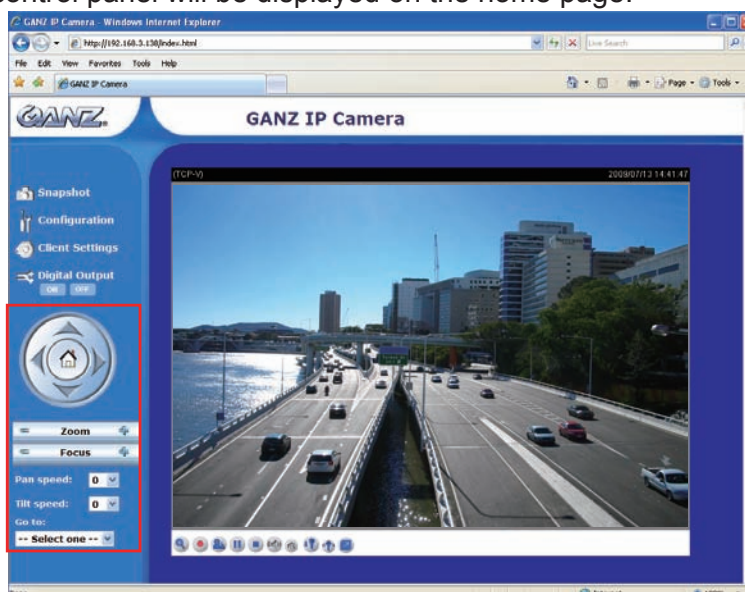 control panel will be displayed on the home page.
GANZ IP Camera - Windows Internet Explorer
http://192.168.3.138/index.html
Live Search
File Edit View Favorites Tools Help
GANZ IP Camera
Page
Tools
GANZ
GANZ IP Camera
(TCP-V)
2009/07/13 14:41:47
Snapshot
Configuration
Client Settings
Digital Output
ON OFF
Zoom
Focus
Pan speed: 0
Tilt speed: 0
Go to:
-- Select one --